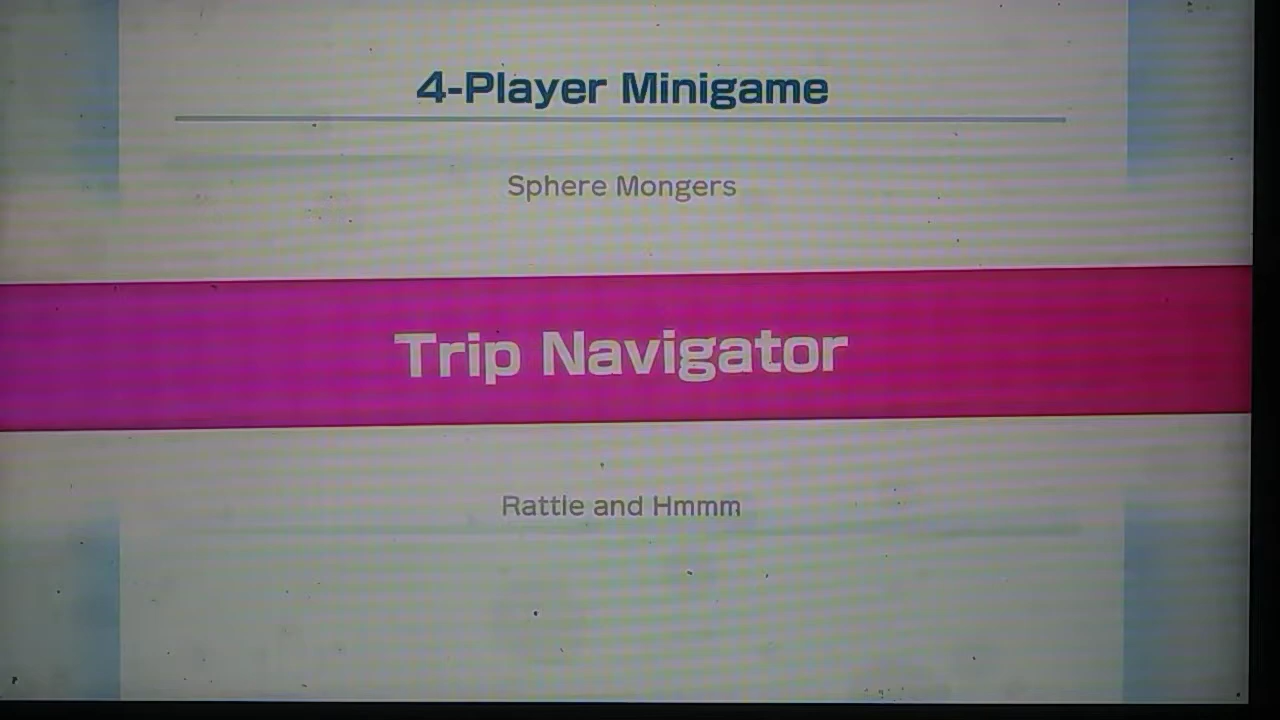 4-Player Minigame
Sphere Mongers
Trip Navigator
Rattle and Hmmm